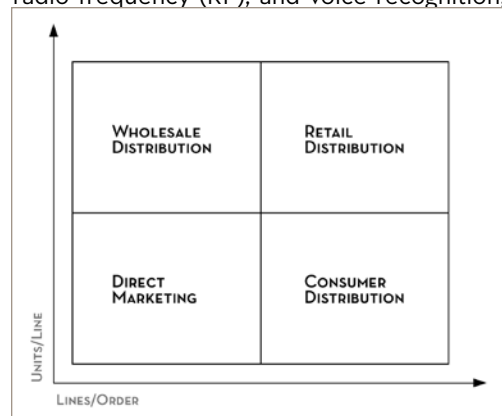 radio frequency (RF), and voice recognition,
WHOLESALE
DISTRIBUTION
RETAIL
DISTRIBUTION
DIRECT
MARKETING
CONSUMER
DISTRIBUTION
UNITS/LINE
LINES/ORDER